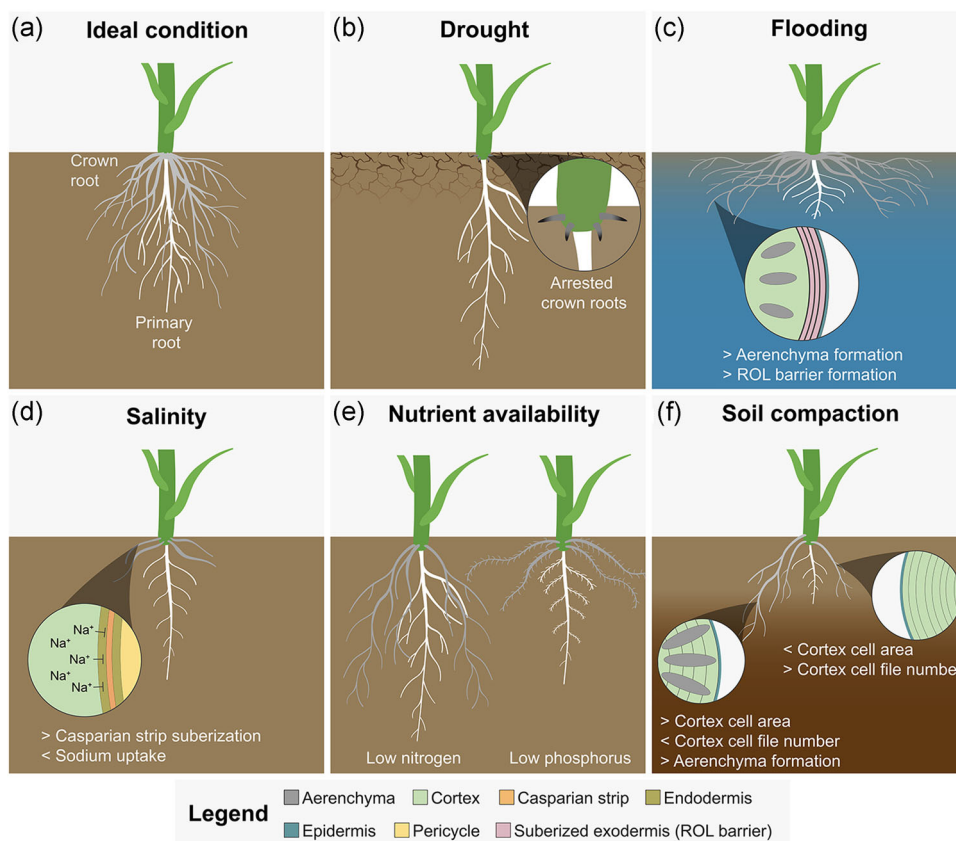 (a) Ideal condition
Crown
root
Primary
root
(b) Drought
Arrested
crown roots
(c) Flooding
> Aerenchyma formation
> ROL barrier formation
(d) Salinity
Na⁺
Na⁺
Na⁺
Na⁺
Na⁺
> Casparian strip suberization
< Sodium uptake
(e) Nutrient availability
Low nitrogen
Low phosphorus
(f) Soil compaction
< Cortex cell area
> Cortex cell file number
> Cortex cell area
< Cortex cell file number
> Aerenchyma formation
Legend
Aerenchyma Cortex Casparian strip Endodermis
Epidermis Pericycle Suberized exodermis (ROL barrier)